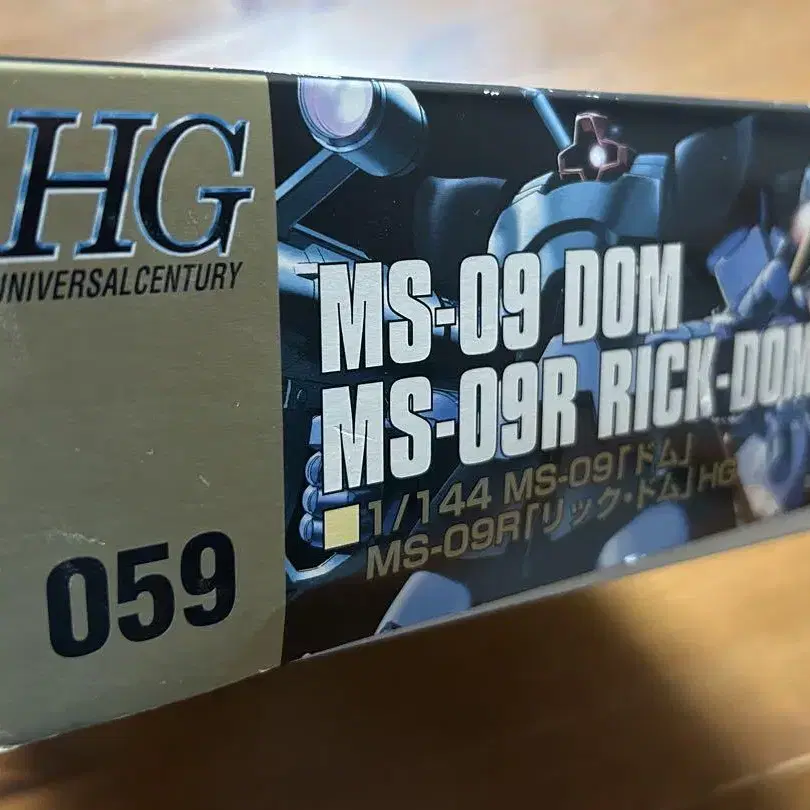 HG
UNIVERSALCENTURY
059
MS-09 DOM
MS-09R RICK-DOM
1/144 MS-09「ドム」
MS-09R「リック・ドム」HG